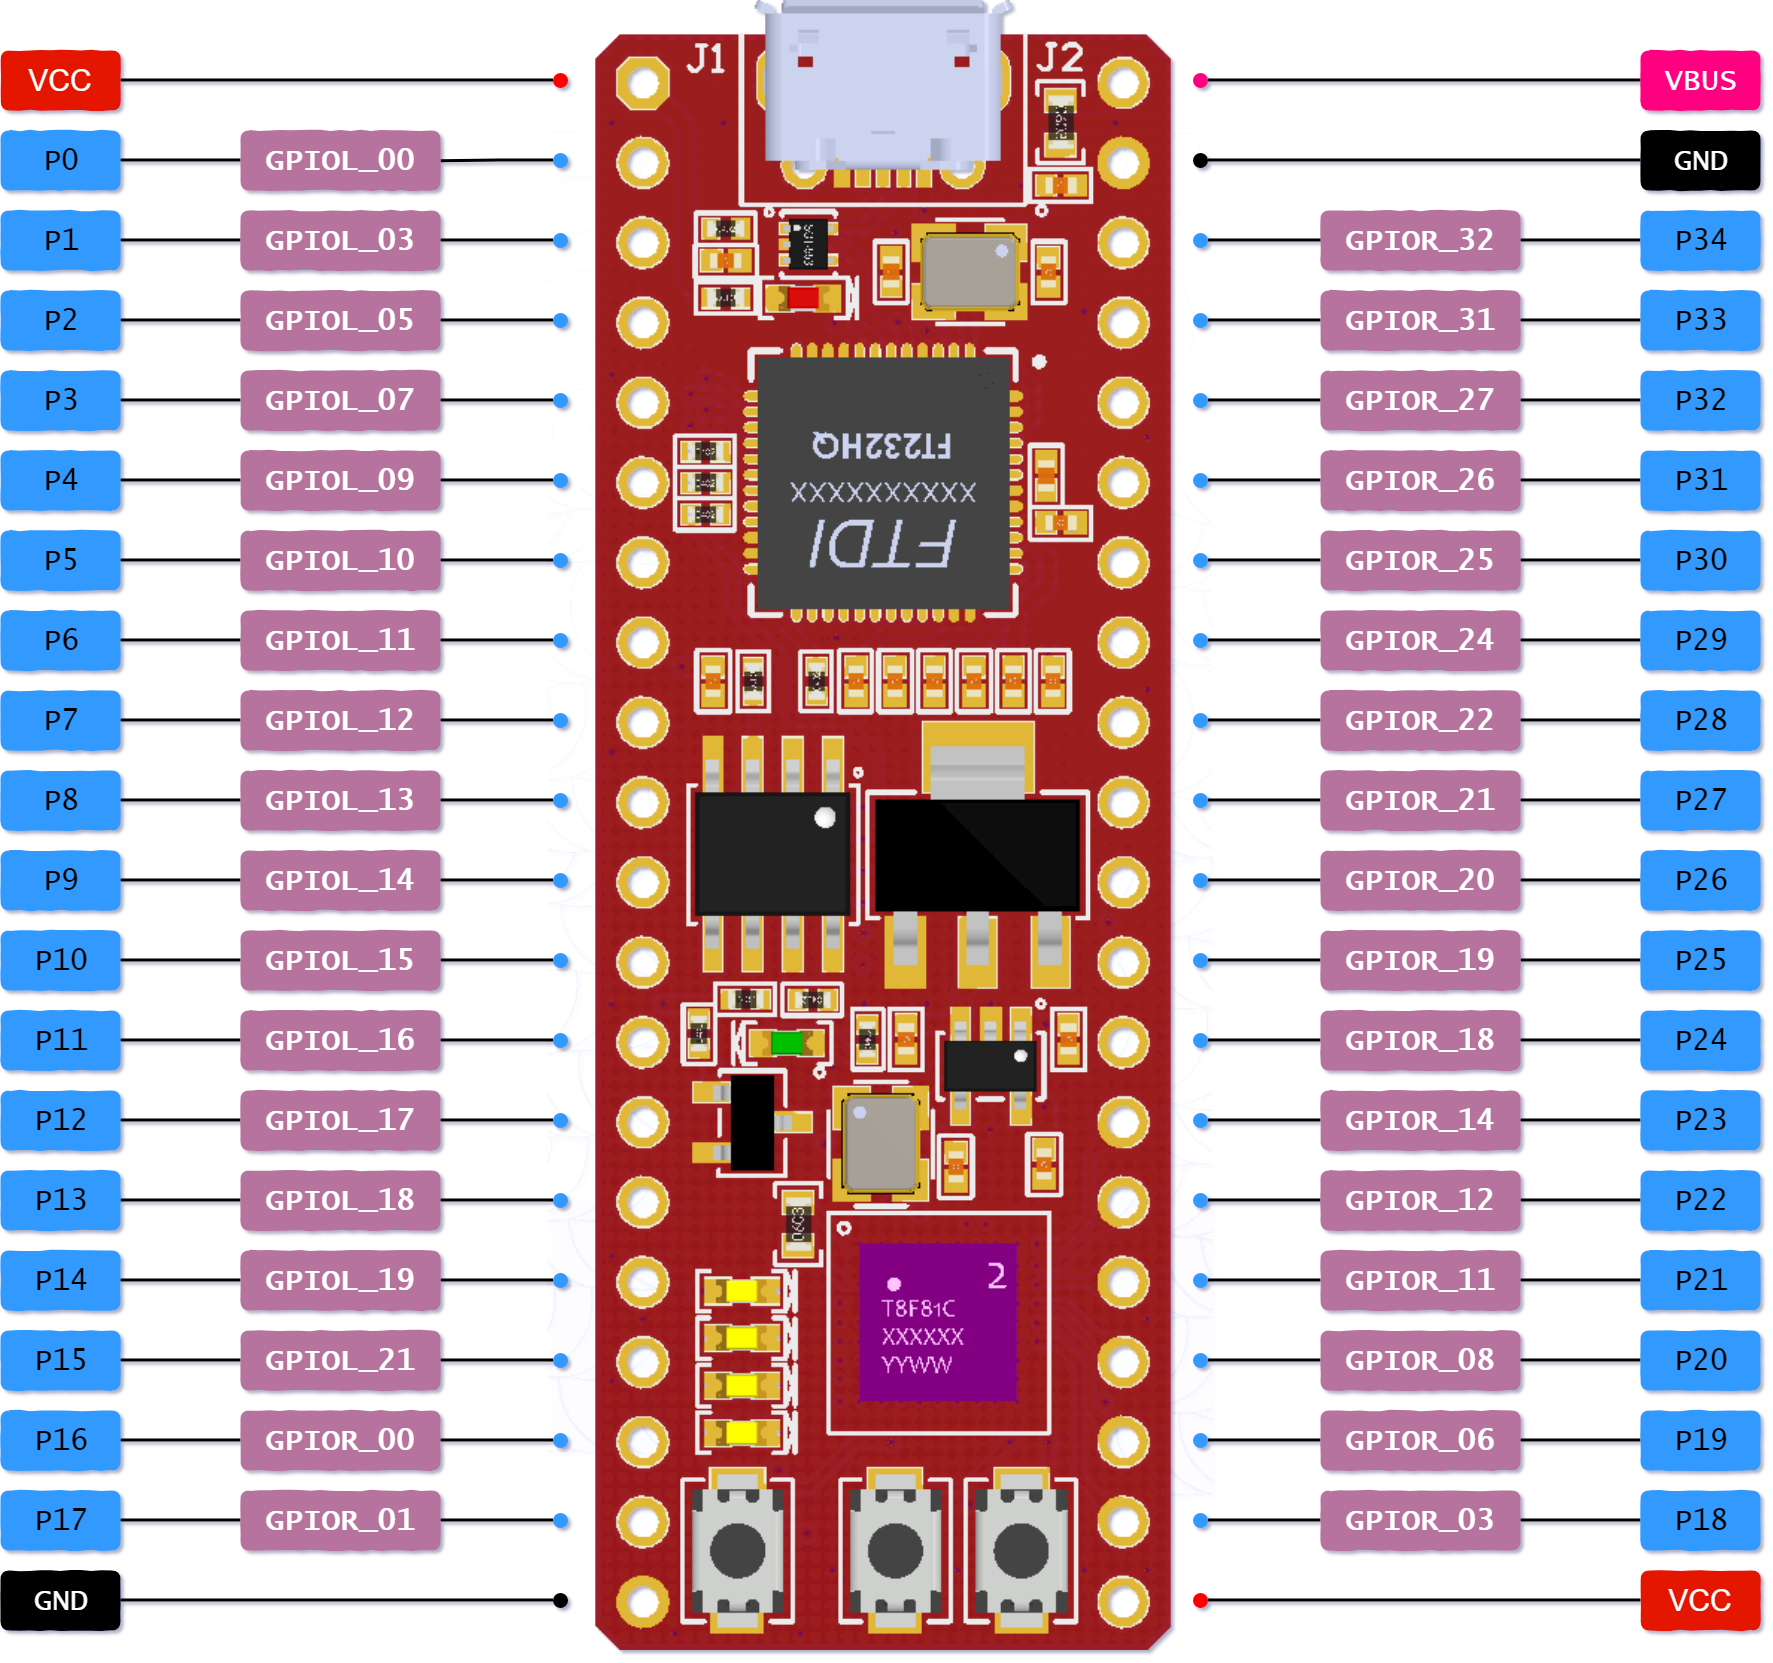 J1 J2
VCC VBUS
P0 GPIOL_00 GND
P1 GPIOL_03 GPIOR_32 P34
P2 GPIOL_05 GPIOR_31 P33
P3 GPIOL_07 GPIOR_27 P32
P4 GPIOL_09 GPIOR_26 P31
P5 GPIOL_10 GPIOR_25 P30
P6 GPIOL_11 GPIOR_24 P29
P7 GPIOL_12 GPIOR_22 P28
P8 GPIOL_13 GPIOR_21 P27
P9 GPIOL_14 GPIOR_20 P26
P10 GPIOL_15 GPIOR_19 P25
P11 GPIOL_16 GPIOR_18 P24
P12 GPIOL_17 GPIOR_14 P23
P13 GPIOL_18 GPIOR_12 P22
P14 GPIOL_19 GPIOR_11 P21
P15 GPIOL_21 GPIOR_08 P20
P16 GPIOR_00 GPIOR_06 P19
P17 GPIOR_01 GPIOR_03 P18
GND VCC
FTDI
XXXXXXXXXX
FT232HQ
2
T8F81C
XXXXXX
YYWW